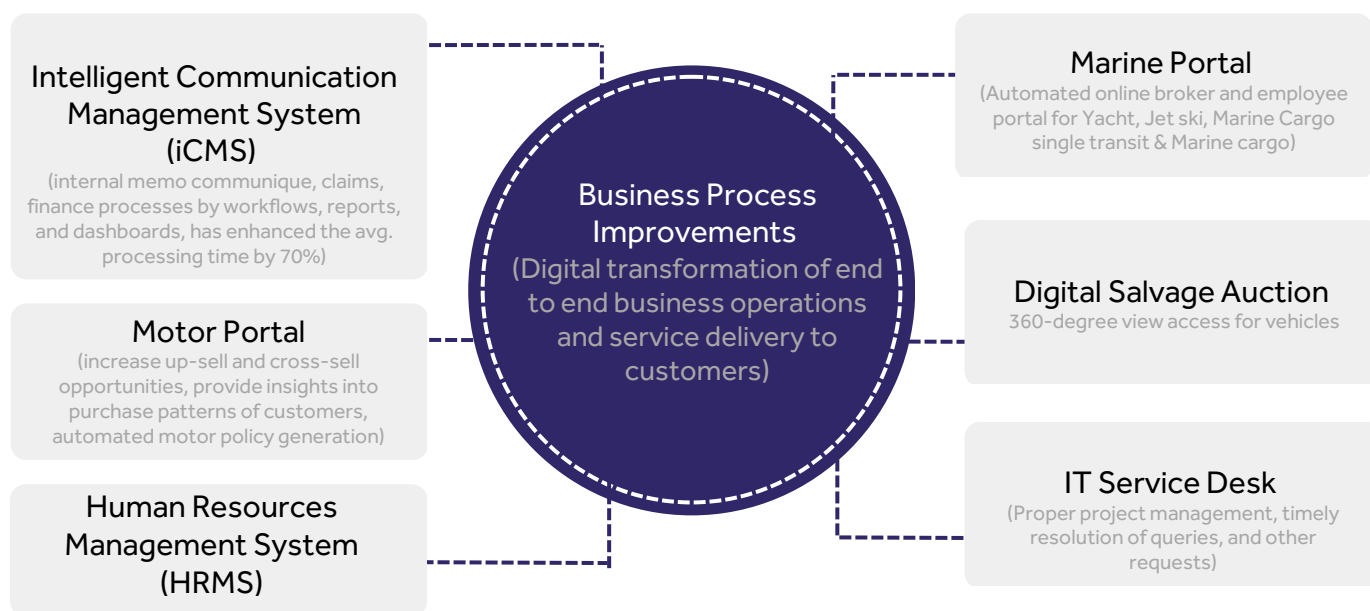 Intelligent Communication
Management System
(iCMS)
(internal memo communique, claims,
finance processes by workflows, reports,
and dashboards, has enhanced the avg.
processing time by 70%)
Motor Portal
(increase up-sell and cross-sell
opportunities, provide insights into
purchase patterns of customers,
automated motor policy generation)
Human Resources
Management System
(HRMS)
Business Process
Improvements
(Digital transformation of end
to end business operations
and service delivery to
customers)
Marine Portal
(Automated online broker and employee
portal for Yacht, Jet ski, Marine Cargo
single transit & Marine cargo)
Digital Salvage Auction
360-degree view access for vehicles
IT Service Desk
(Proper project management, timely
resolution of queries, and other
requests)